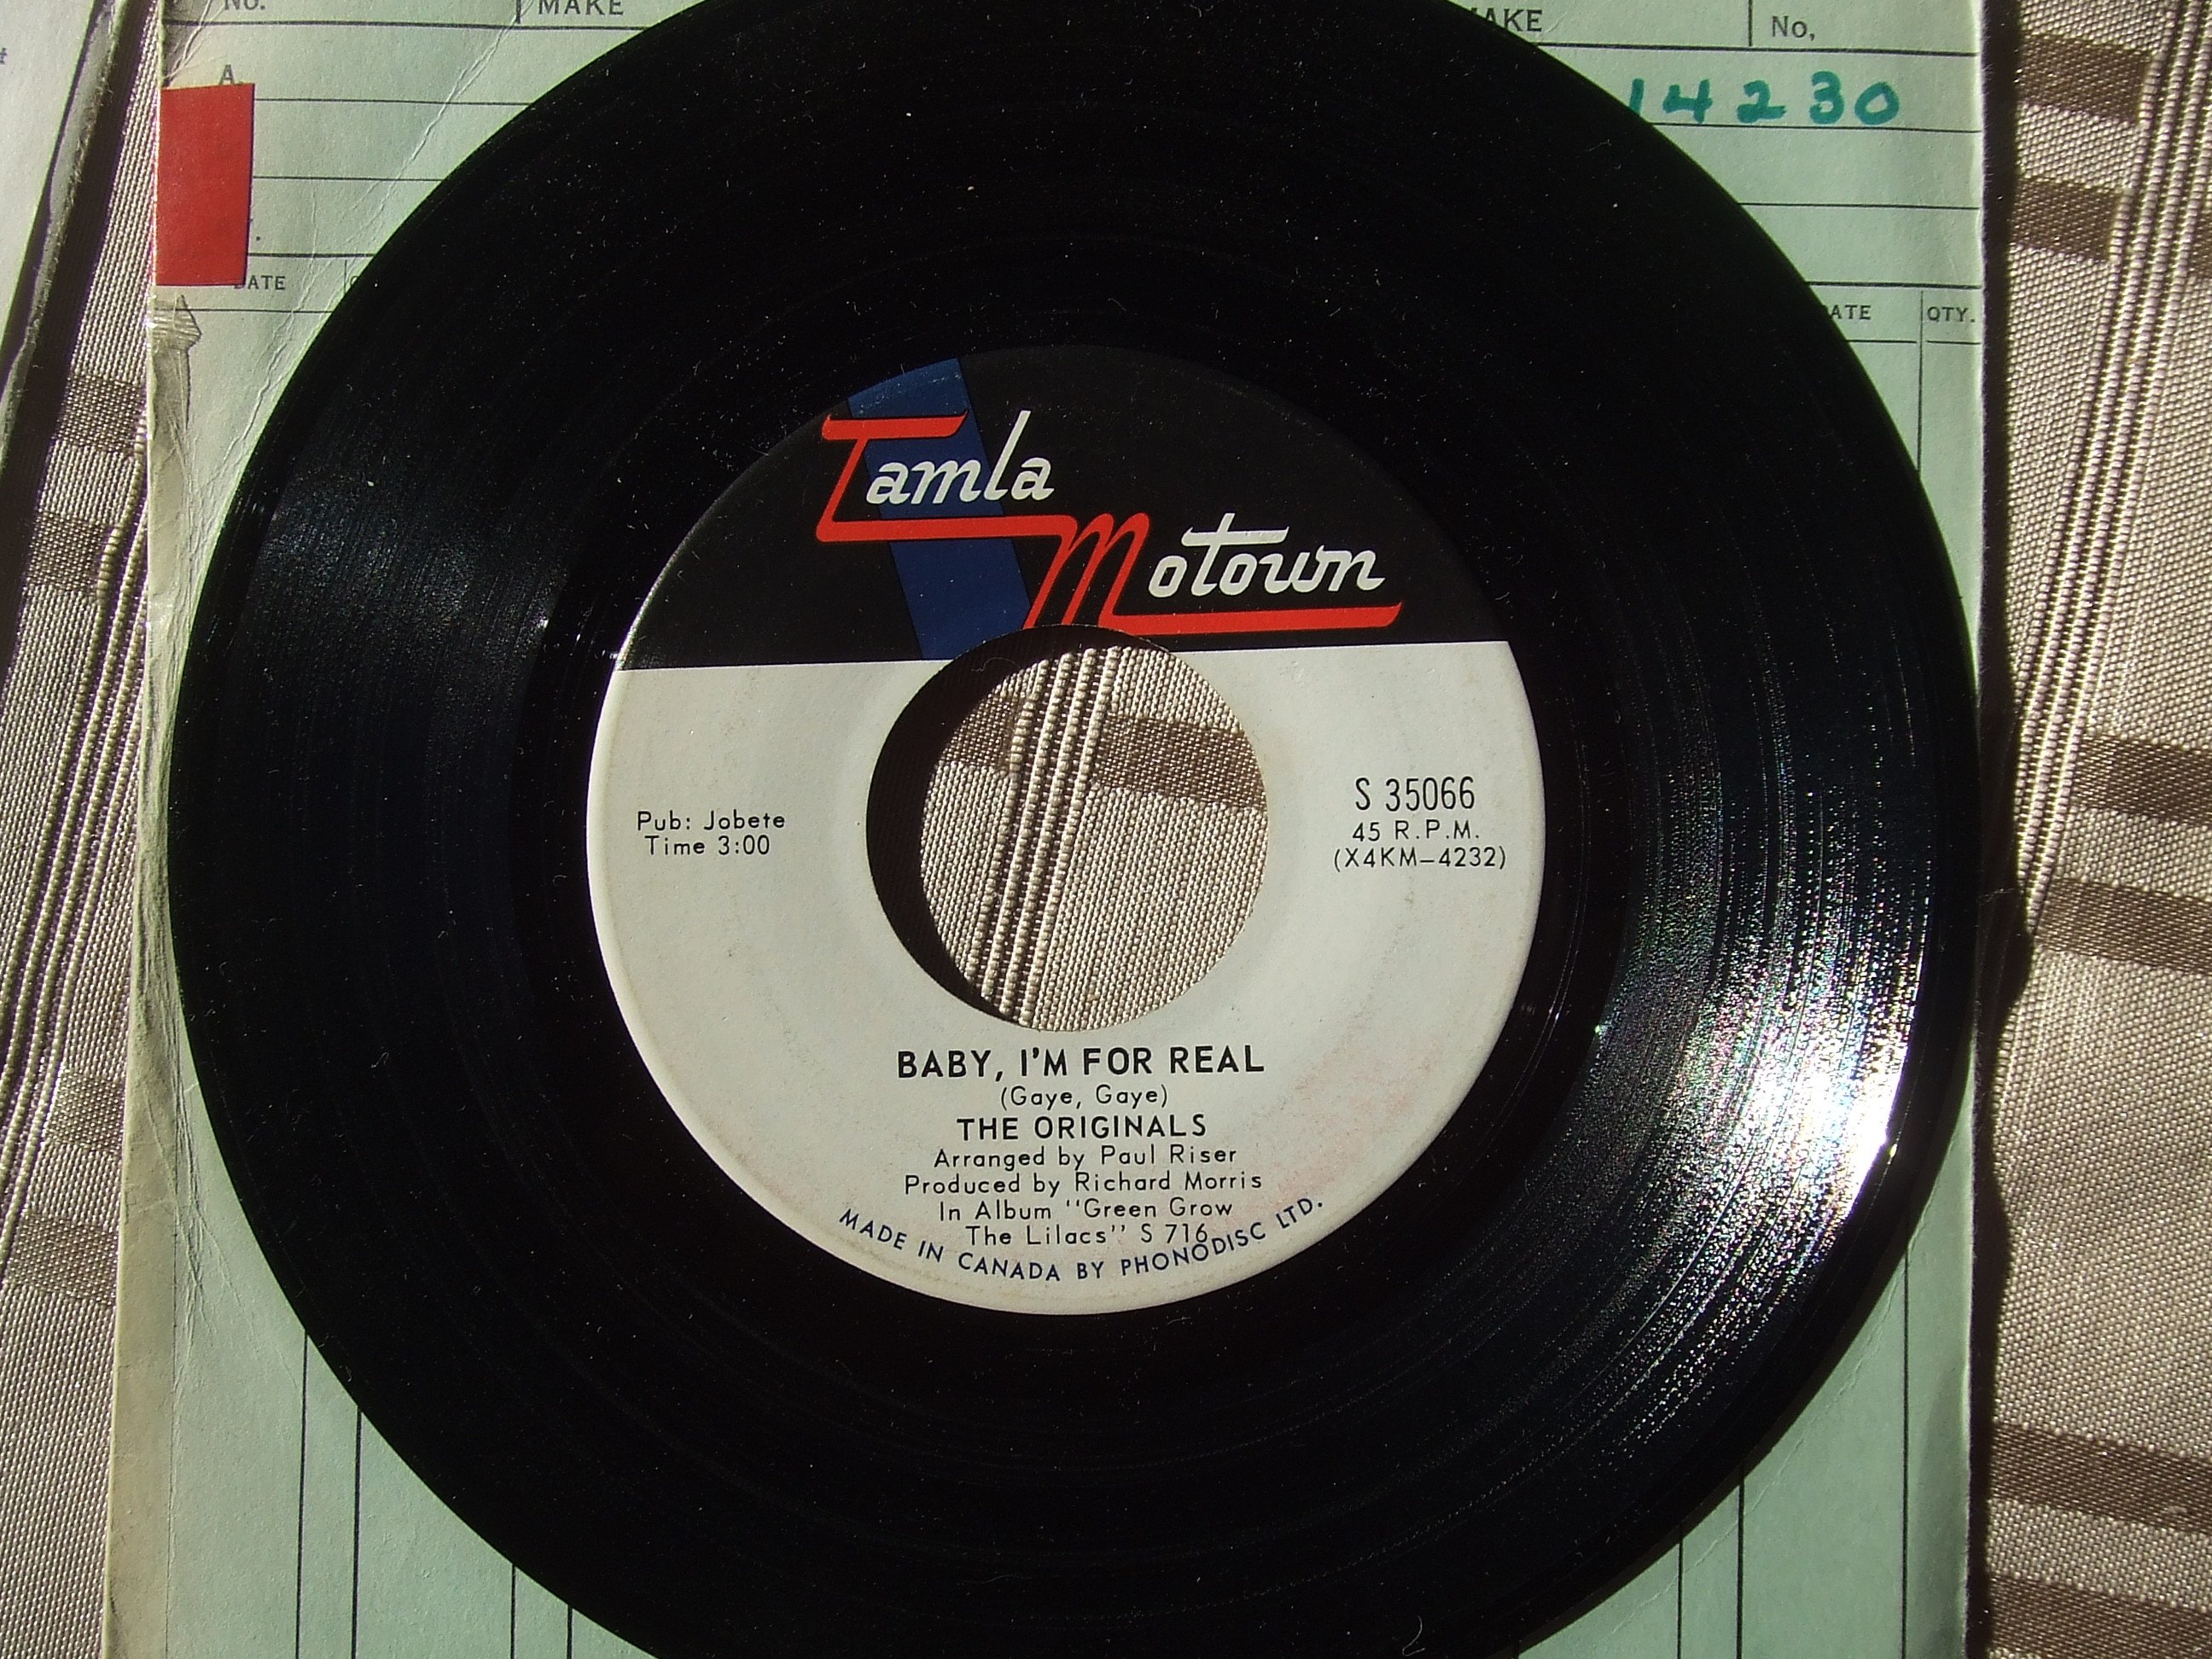 No.
MAKE
MAKE
No,
A.
14230
DATE
DATE
QTY.
Tamla
Motown
Pub: Jobete
Time 3:00
S 35066
45 R.P.M.
(X4KM-4232)
BABY, I'M FOR REAL
(Gaye, Gaye)
THE ORIGINALS
Arranged by Paul Riser
Produced by Richard Morris
In Album "Green Grow
The Lilacs" S 716
MADE IN CANADA BY PHONODISC LTD.